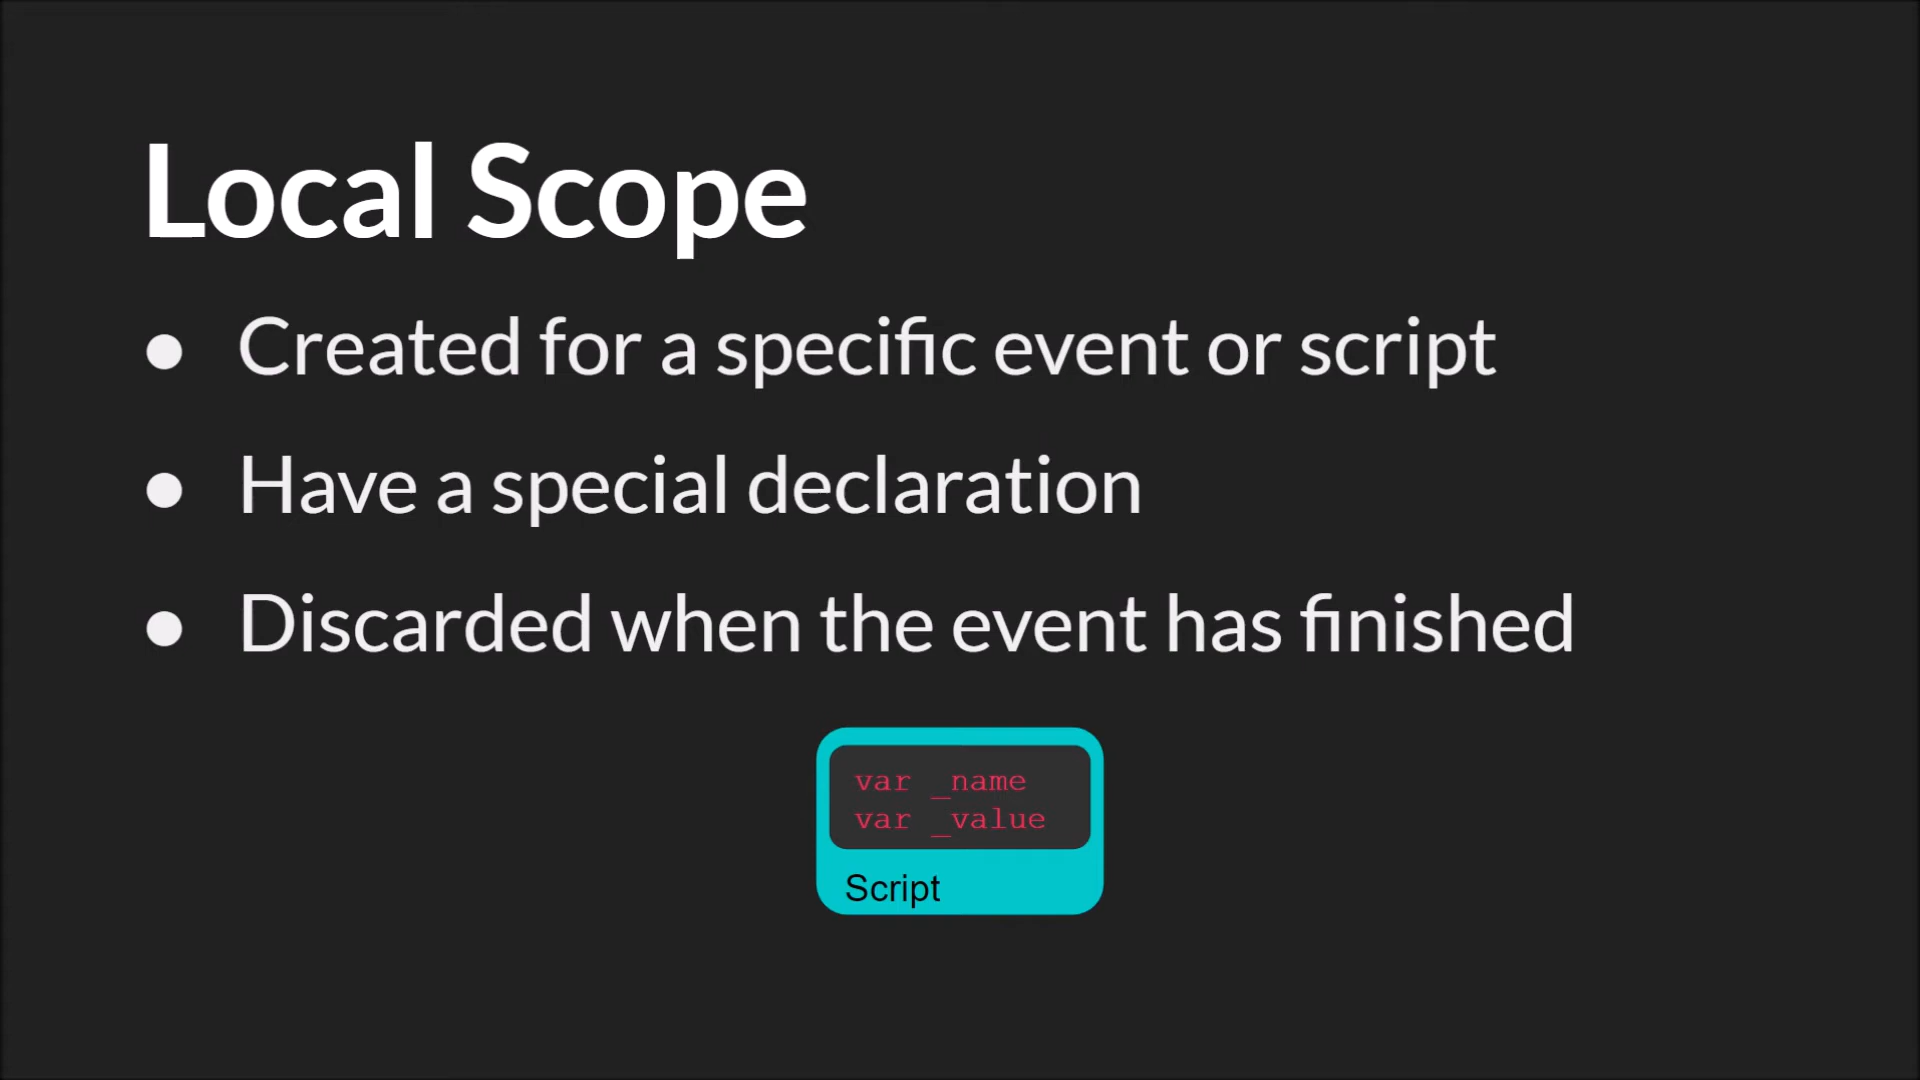 Local Scope
● Created for a specific event or script
● Have a special declaration
● Discarded when the event has finished
var _name
var _value
Script